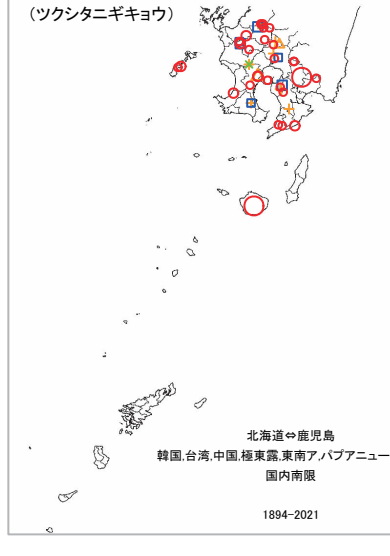 (ツクシタニギキョウ)
北海道⇔鹿児島
韓国,台湾,中国,極東露,東南ア,パプアニュー
国内南限
1894-2021